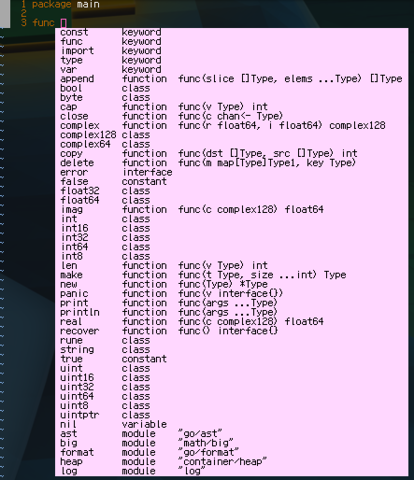 1 package main
2
3 func
const keyword
func keyword
import keyword
type keyword
var keyword
append function func(slice []Type, elems ...Type) []Type
bool class
byte class
cap function func(v Type) int
close function func(c chan<- Type)
complex function func(r float64, i float64) complex128
complex128 class
complex64 class
copy function func(dst []Type, src []Type) int
delete function func(m map[Type]Type1, key Type)
error interface
false constant
float32 class
float64 class
imag function func(c complex128) float64
int class
int16 class
int32 class
int64 class
int8 class
len function func(v Type) int
make function func(t Type, size ...int) Type
new function func(Type) *Type
panic function func(v interface{})
print function func(args ...Type)
println function func(args ...Type)
real function func(c complex128) float64
recover function func() interface{}
rune class
string class
true constant
uint class
uint16 class
uint32 class
uint64 class
uint8 class
uintptr class
nil variable
ast module "go/ast"
big module "math/big"
format module "go/format"
heap module "container/heap"
log module "log"